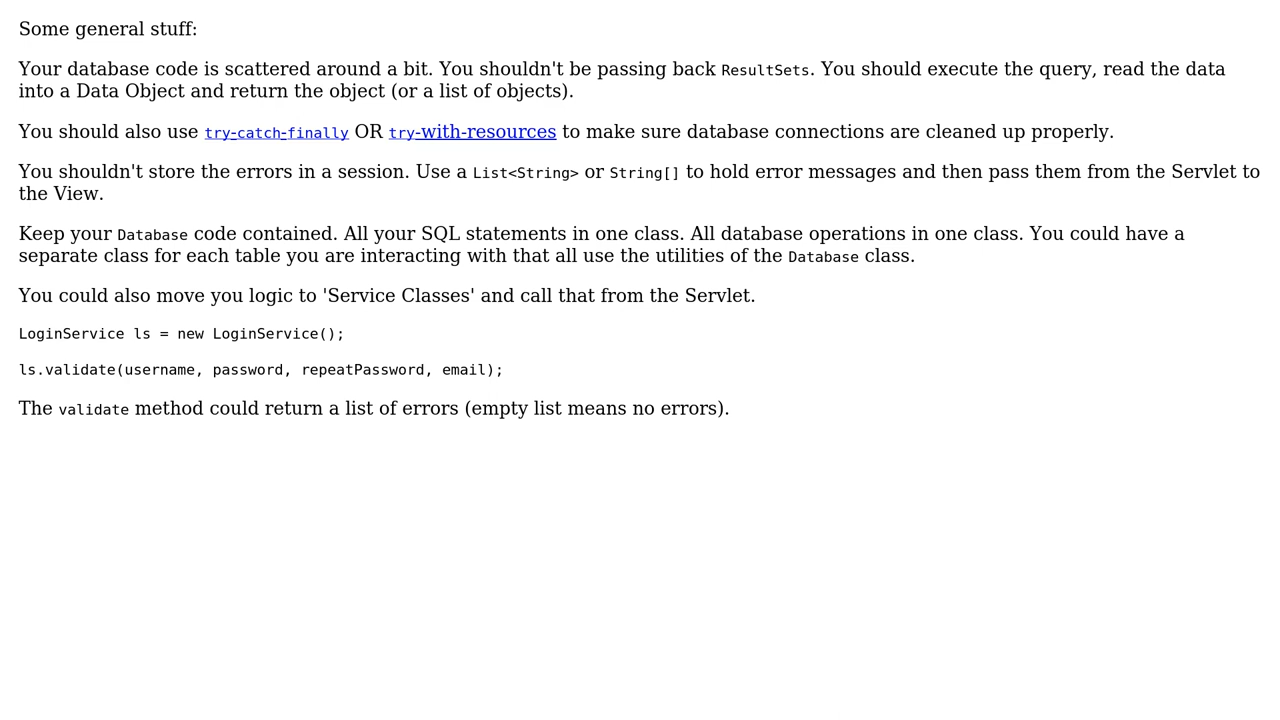 Some general stuff:
Your database code is scattered around a bit. You shouldn't be passing back ResultSets. You should execute the query, read the data
into a Data Object and return the object (or a list of objects).
You should also use try-catch-finally OR try-with-resources to make sure database connections are cleaned up properly.
You shouldn't store the errors in a session. Use a List<String> or String[] to hold error messages and then pass them from the Servlet to
the View.
Keep your Database code contained. All your SQL statements in one class. All database operations in one class. You could have a
separate class for each table you are interacting with that all use the utilities of the Database class.
You could also move you logic to 'Service Classes' and call that from the Servlet.
LoginService ls = new LoginService();
ls.validate(username, password, repeatPassword, email);
The validate method could return a list of errors (empty list means no errors).